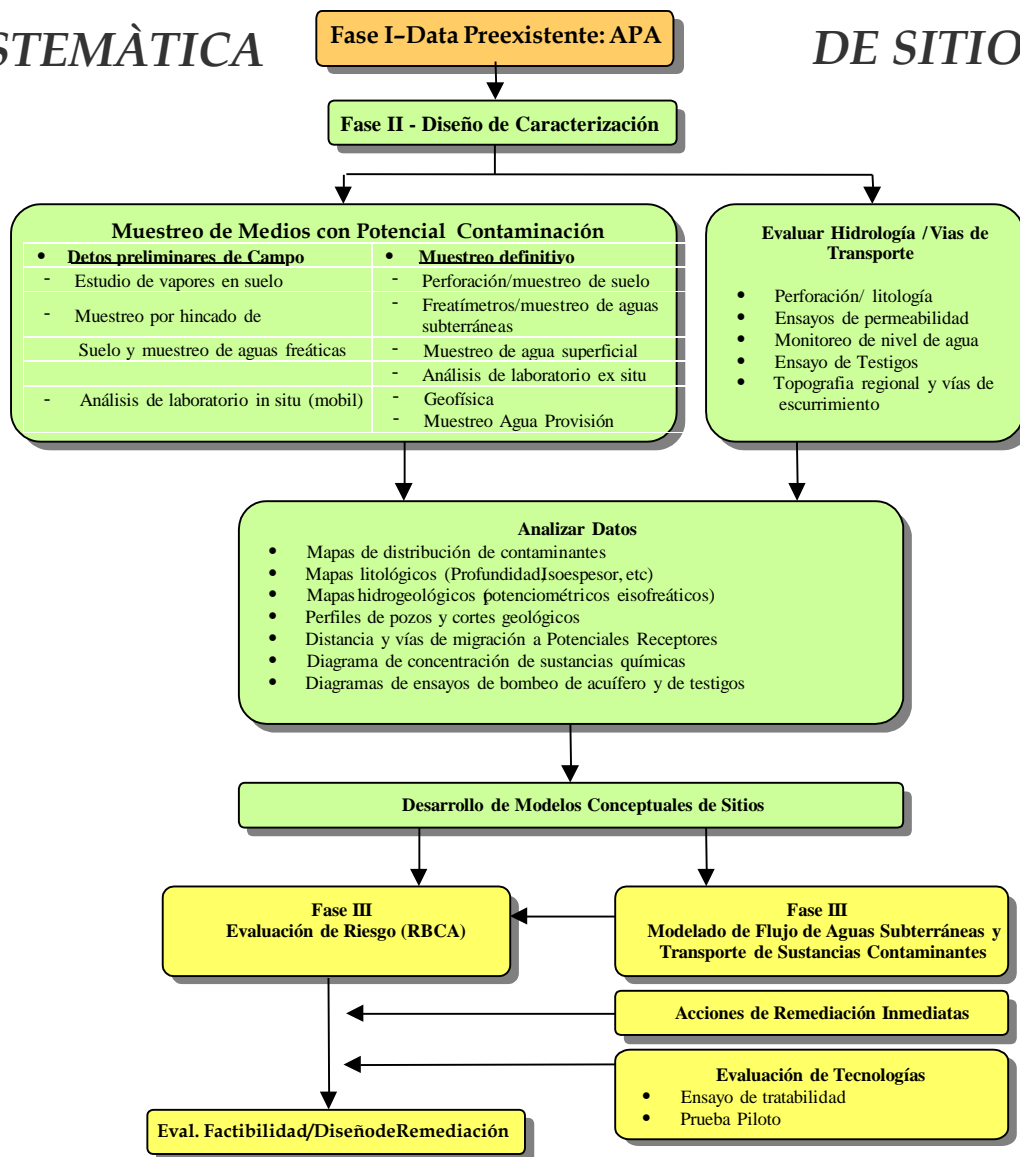 STEMÀTICA
Fase I–Data Preexistente: APA
DE SITIO
Fase II - Diseño de Caracterización
Muestreo de Medios con Potencial Contaminación
• Detos preliminares de Campo
- Estudio de vapores en suelo
- Muestreo por hincado de
Suelo y muestreo de aguas freáticas
- Análisis de laboratorio in situ (mobil)
• Muestreo definitivo
- Perforación/muestreo de suelo
- Freatímetros/muestreo de aguas
subterráneas
- Muestreo de agua superficial
- Análisis de laboratorio ex situ
- Geofísica
- Muestreo Agua Provisión
Evaluar Hidrología /Vias de
Transporte
• Perforación/ litología
• Ensayos de permeabilidad
• Monitoreo de nivel de agua
• Ensayo de Testigos
• Topografia regional y vías de
escurrimiento
Analizar Datos
• Mapas de distribución de contaminantes
• Mapas litológicos (Profundidad,Isoespesor, etc)
• Mapas hidrogeológicos (potenciométricos eisofreáticos)
• Perfiles de pozos y cortes geológicos
• Distancia y vías de migración a Potenciales Receptores
• Diagrama de concentración de sustancias químicas
• Diagramas de ensayos de bombeo de acuífero y de testigos
Desarrollo de Modelos Conceptuales de Sitios
Fase III
Evaluación de Riesgo (RBCA)
Fase III
Modelado de Flujo de Aguas Subterráneas y
Transporte de Sustancias Contaminantes
Acciones de Remediación Inmediatas
Evaluación de Tecnologías
• Ensayo de tratabilidad
• Prueba Piloto
Eval. Factibilidad/DiseñodeRemediación